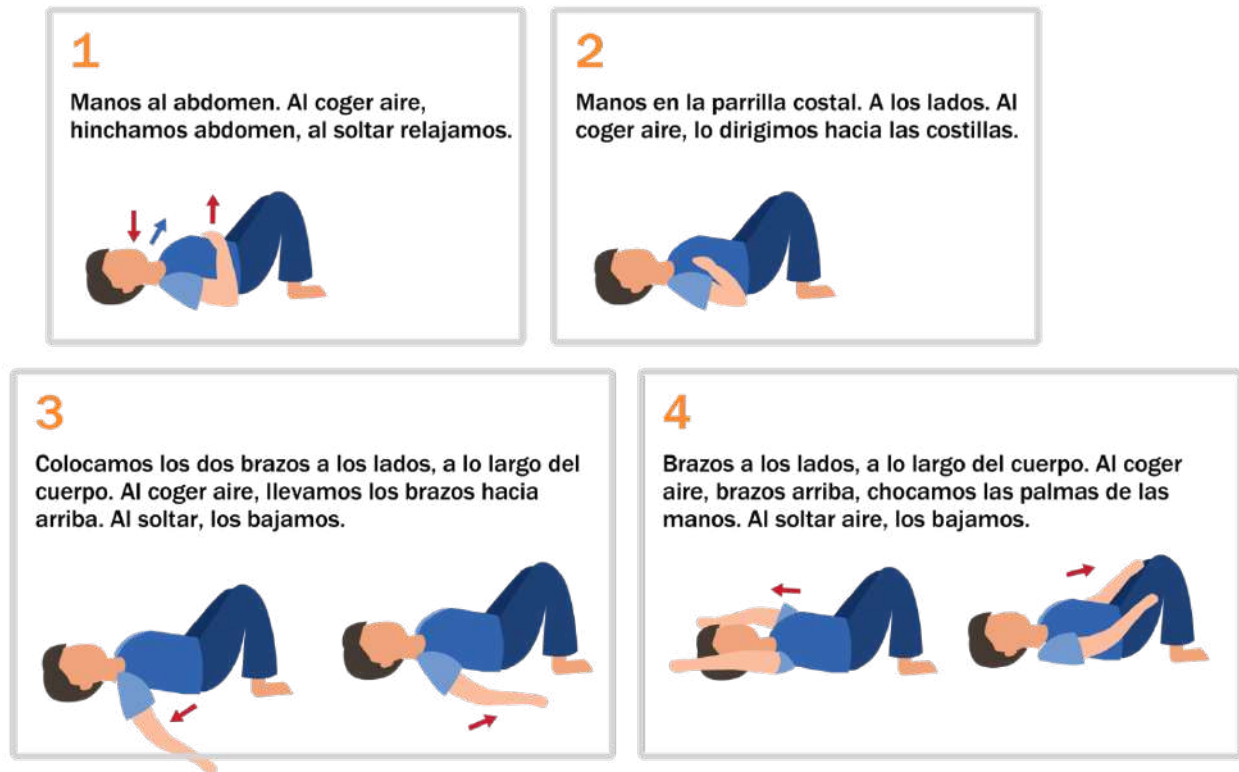 1
Manos al abdomen. Al coger aire,
hinchamos abdomen, al soltar relajamos.
2
Manos en la parrilla costal. A los lados. Al
coger aire, lo dirigimos hacia las costillas.
3
Colocamos los dos brazos a los lados, a lo largo del
cuerpo. Al coger aire, llevamos los brazos hacia
arriba. Al soltar, los bajamos.
4
Brazos a los lados, a lo largo del cuerpo. Al coger
aire, brazos arriba, chocamos las palmas de las
manos. Al soltar aire, los bajamos.